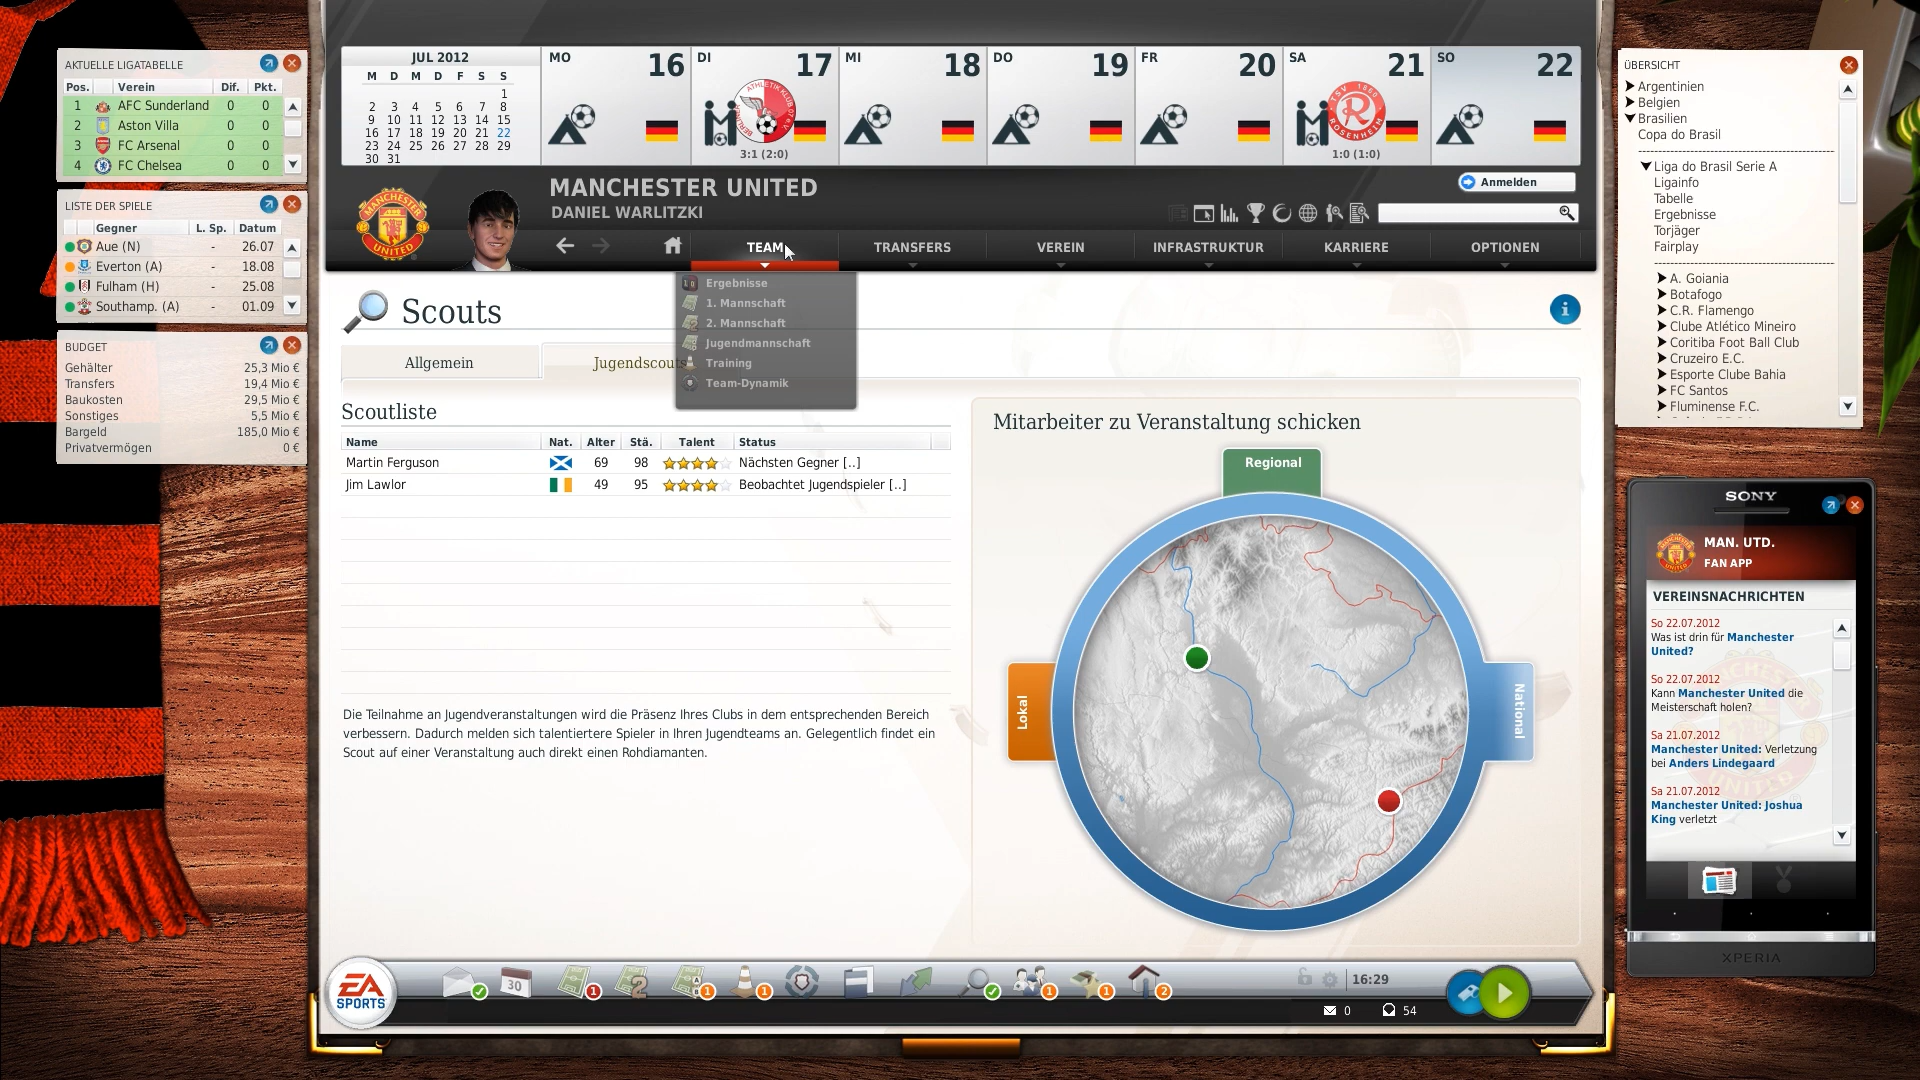 AKTUELLE LIGATABELLE
Pos. Verein Dif. Pkt.
1 AFC Sunderland 0 0
2 Aston Villa 0 0
3 FC Arsenal 0 0
4 FC Chelsea 0 0
LISTE DER SPIELE
Gegner L. Sp. Datum
Aue (N) - 26.07
Everton (A) - 18.08
Fulham (H) - 25.08
Southamp. (A) - 01.09
BUDGET
Gehälter 25,3 Mio €
Transfers 19,4 Mio €
Baukosten 29,5 Mio €
Sonstiges 5,5 Mio €
Bargeld 185,0 Mio €
Privatvermögen 0 €
JUL 2012
M D M D F S S
1
2 3 4 5 6 7 8
9 10 11 12 13 14 15
16 17 18 19 20 21 22
23 24 25 26 27 28 29
30 31
MO 16
DI 17
3:1 (2:0)
MI 18
DO 19
FR 20
SA 21
TSV 1860
ROSENHEIM
1:0 (1:0)
SO 22
MANCHESTER UNITED
DANIEL WARLITZKI
MANCHESTER
UNITED
Anmelden
TEAM TRANSFERS VEREIN INFRASTRUKTUR KARRIERE OPTIONEN
Ergebnisse
1. Mannschaft
2. Mannschaft
Jugendmannschaft
Training
Team-Dynamik
Scouts
Allgemein
Jugendscouts
Scoutliste
Name Nat. Alter Stä. Talent Status
Martin Ferguson 69 98 Nächsten Gegner [..]
Jim Lawlor 49 95 Beobachtet Jugendspieler [..]
Die Teilnahme an Jugendveranstaltungen wird die Präsenz Ihres Clubs in dem entsprechenden Bereich
verbessern. Dadurch melden sich talentiertere Spieler in Ihren Jugendteams an. Gelegentlich findet ein
Scout auf einer Veranstaltung auch direkt einen Rohdiamanten.
Mitarbeiter zu Veranstaltung schicken
Regional
Lokal
National
EA
SPORTS
30
1
2
1
1
1
1
2
16:29
0
54
ÜBERSICHT
Argentinien
Belgien
Brasilien
Copa do Brasil
Liga do Brasil Serie A
Ligainfo
Tabelle
Ergebnisse
Torjäger
Fairplay
A. Goiania
Botafogo
C.R. Flamengo
Clube Atlético Mineiro
Coritiba Foot Ball Club
Cruzeiro E.C.
Esporte Clube Bahia
FC Santos
Fluminense F.C.
SONY
MAN. UTD.
FAN APP
VEREINSNACHRICHTEN
So 22.07.2012
Was ist drin für Manchester
United?
So 22.07.2012
Kann Manchester United die
Meisterschaft holen?
Sa 21.07.2012
Manchester United: Verletzung
bei Anders Lindegaard
Sa 21.07.2012
Manchester United: Joshua
King verletzt
XPERIA